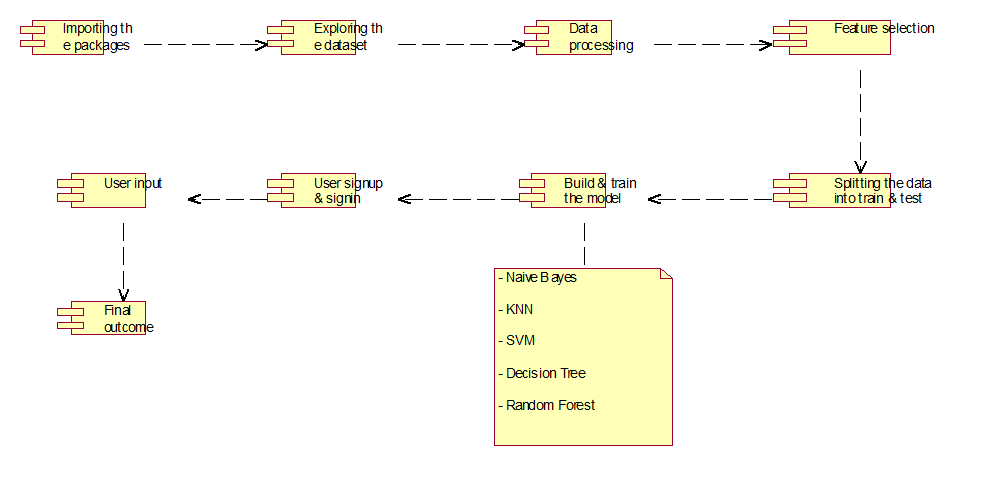 Importing th
e packages
Exploring th
e dataset
Data
processing
Feature selection
User input
User signup
& signin
Build & train
the model
Splitting the data
into train & test
- Naive Bayes
- KNN
- SVM
- Decision Tree
- Random Forest
Final
outcome